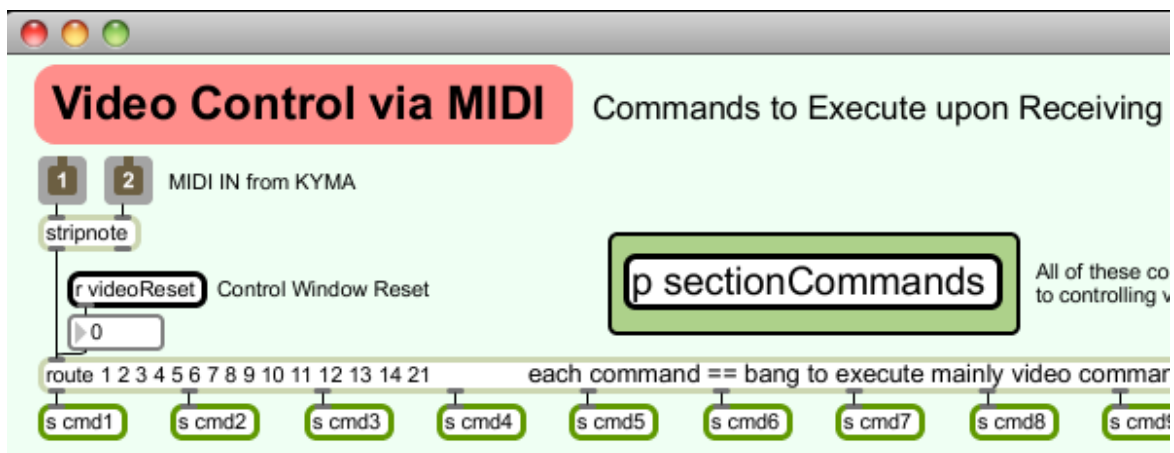 Video Control via MIDI
Commands to Execute upon Receiving
1 2 MIDI IN from KYMA
stripnote
r videoReset Control Window Reset
0
p sectionCommands
All of these
to controlling
route 1 2 3 4 5 6 7 8 9 10 11 12 13 14 21
each command == bang to execute mainly video
s cmd1 s cmd2 s cmd3 s cmd4 s cmd5 s cmd6 s cmd7 s cmd8 s